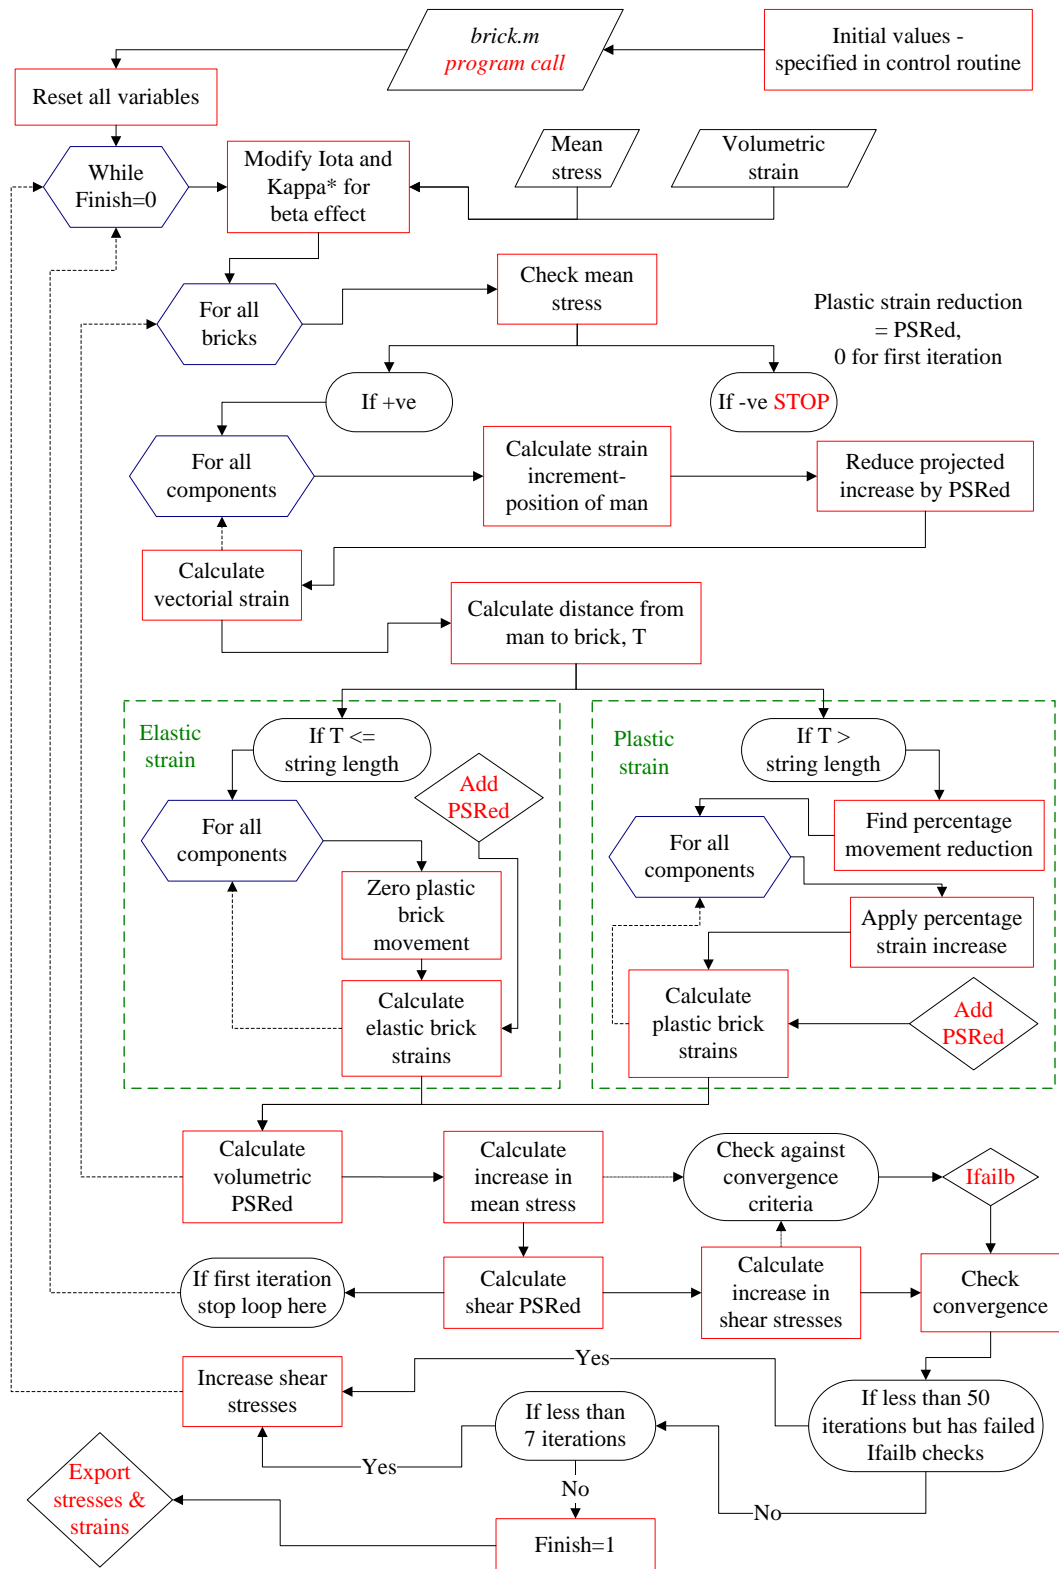 brick.m
program call
Initial values -
specified in control routine
Reset all variables
While
Finish=0
Modify Iota and
Kappa* for
beta effect
Mean
stress
Volumetric
strain
For all
bricks
Check mean
stress
Plastic strain reduction
= PSRed,
0 for first iteration
If +ve
If -ve STOP
For all
components
Calculate strain
increment-
position of man
Reduce projected
increase by PSRed
Calculate
vectorial strain
Calculate distance from
man to brick, T
Elastic
strain
If T <=
string length
Add
PSRed
For all
components
Zero plastic
brick
movement
Calculate
elastic brick
strains
Plastic
strain
If T >
string length
Find percentage
movement reduction
For all
components
Apply percentage
strain increase
Calculate
plastic brick
strains
Add
PSRed
Calculate
volumetric
PSRed
Calculate
increase in
mean stress
Check against
convergence
criteria
Ifailb
If first iteration
stop loop here
Calculate
shear PSRed
Calculate
increase in
shear stresses
Check
convergence
Yes
Increase shear
stresses
If less than
7 iterations
If less than 50
iterations but has failed
Ifailb checks
Yes
No
No
Export
stresses &
strains
Finish=1